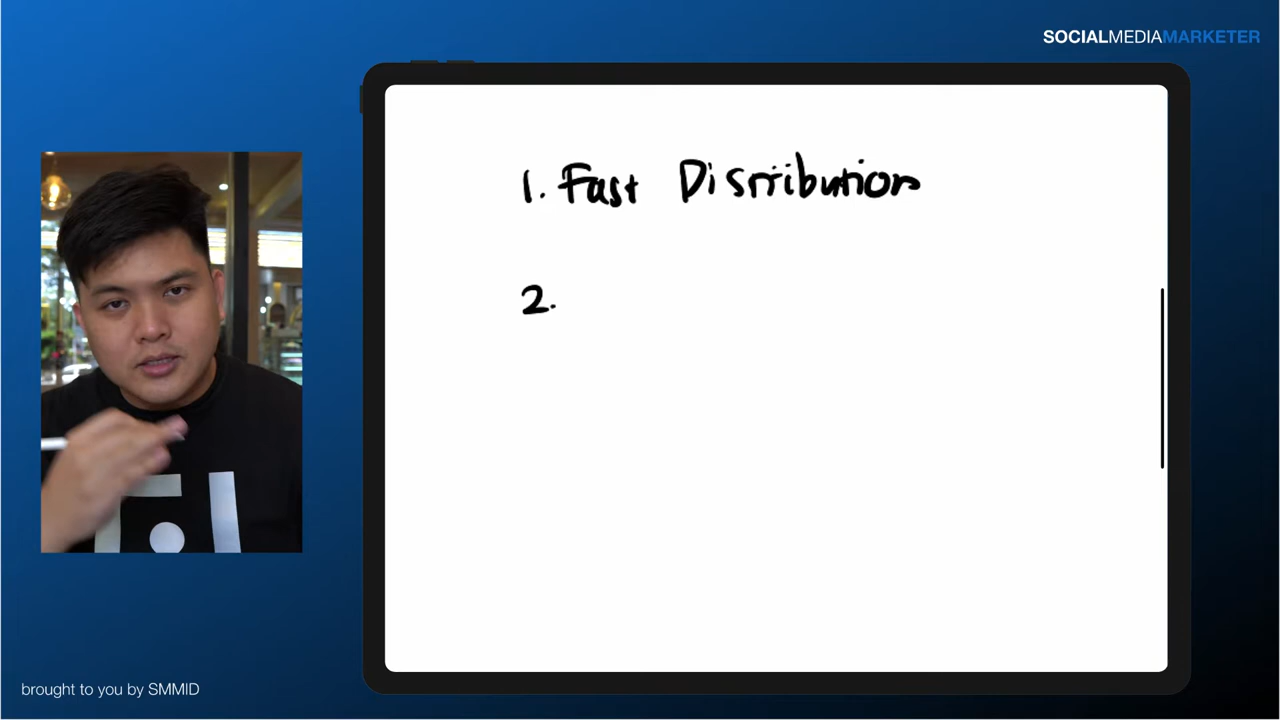 SOCIALMEDIAMARKETER
1. Fast Distribution
2.
brought to you by SMMID